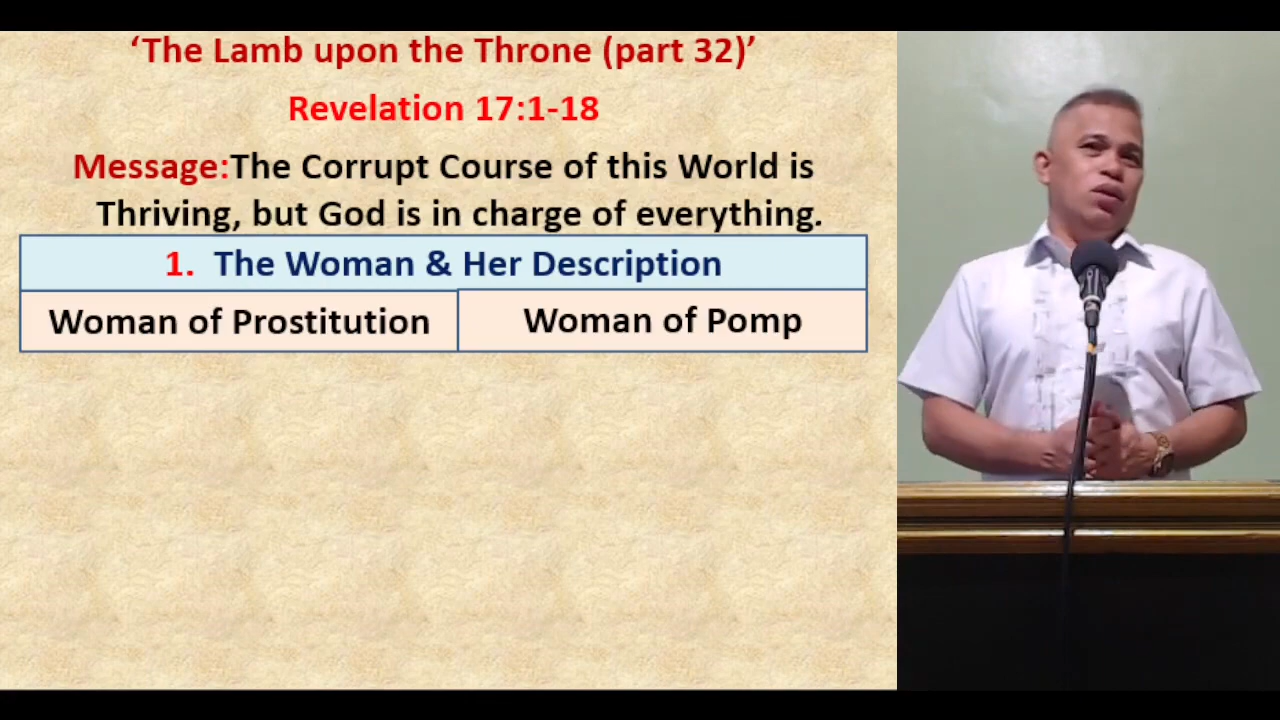 ‘The Lamb upon the Throne (part 32)’
Revelation 17:1-18
Message:The Corrupt Course of this World is
Thriving, but God is in charge of everything.
1. The Woman & Her Description
Woman of Prostitution
Woman of Pomp